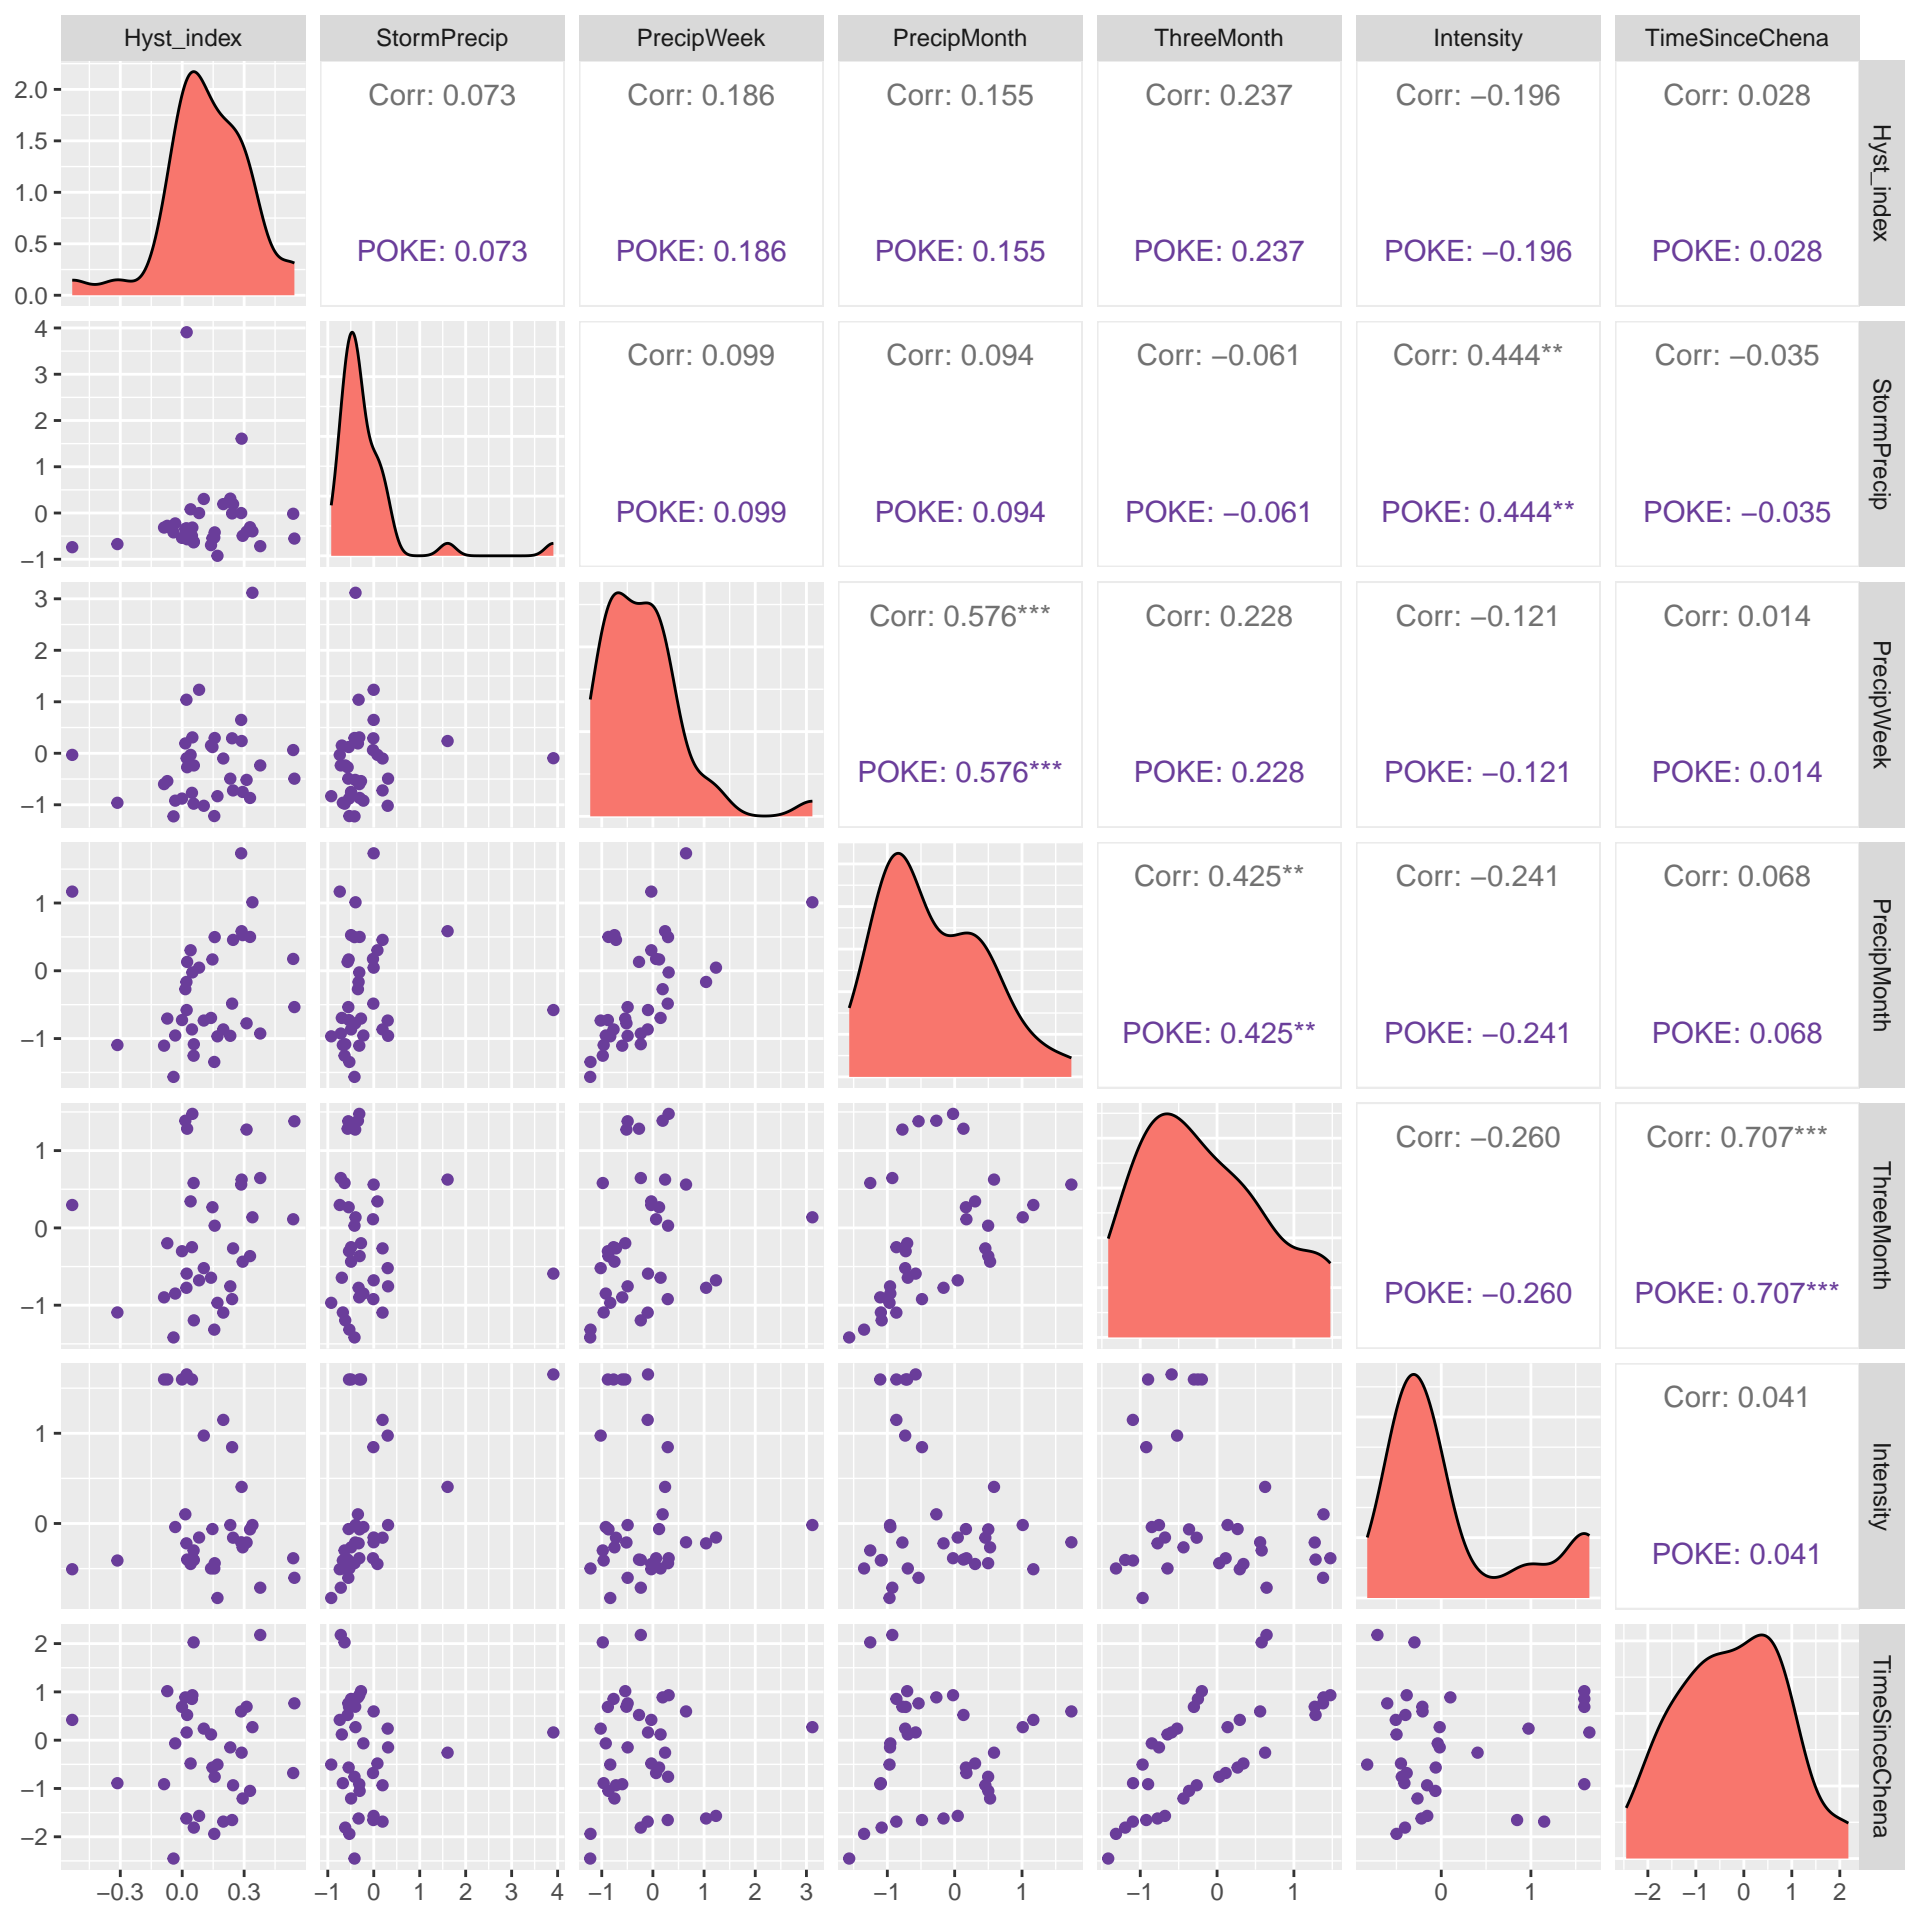 Hyst_index StormPrecip PrecipWeek PrecipMonth ThreeMonth Intensity TimeSinceChena
2.0
1.5
1.0
0.5
0.0
Corr: 0.073 Corr: 0.186 Corr: 0.155 Corr: 0.237 Corr: −0.196 Corr: 0.028
POKE: 0.073 POKE: 0.186 POKE: 0.155 POKE: 0.237 POKE: −0.196 POKE: 0.028
Hyst_index
4
3
2
1
0
−1
Corr: 0.099 Corr: 0.094 Corr: −0.061 Corr: 0.444** Corr: −0.035
POKE: 0.099 POKE: 0.094 POKE: −0.061 POKE: 0.444** POKE: −0.035
StormPrecip
3
2
1
0
−1
Corr: 0.576*** Corr: 0.228 Corr: −0.121 Corr: 0.014
POKE: 0.576*** POKE: 0.228 POKE: −0.121 POKE: 0.014
PrecipWeek
1
0
−1
Corr: 0.425** Corr: −0.241 Corr: 0.068
POKE: 0.425** POKE: −0.241 POKE: 0.068
PrecipMonth
1
0
−1
Corr: −0.260 Corr: 0.707***
POKE: −0.260 POKE: 0.707***
ThreeMonth
1
0
Corr: 0.041
POKE: 0.041
Intensity
2
1
0
−1
−2
TimeSinceChena
−0.3 0.0 0.3 −1 0 1 2 3 4 −1 0 1 2 3 −1 0 1 −1 0 1 0 1 −2 −1 0 1 2